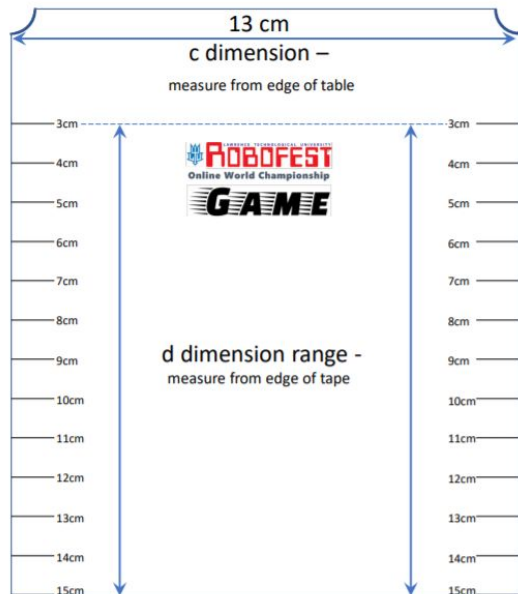 13 cm
c dimension –
measure from edge of table
3cm 3cm
LAWRENCE TECHNOLOGICAL UNIVERSITY
ROBOFEST
4cm 4cm
Online World Championship
GAME
5cm 5cm
6cm 6cm
7cm 7cm
8cm 8cm
d dimension range -
9cm 9cm
measure from edge of tape
10cm 10cm
11cm 11cm
12cm 12cm
13cm 13cm
14cm 14cm
15cm 15cm